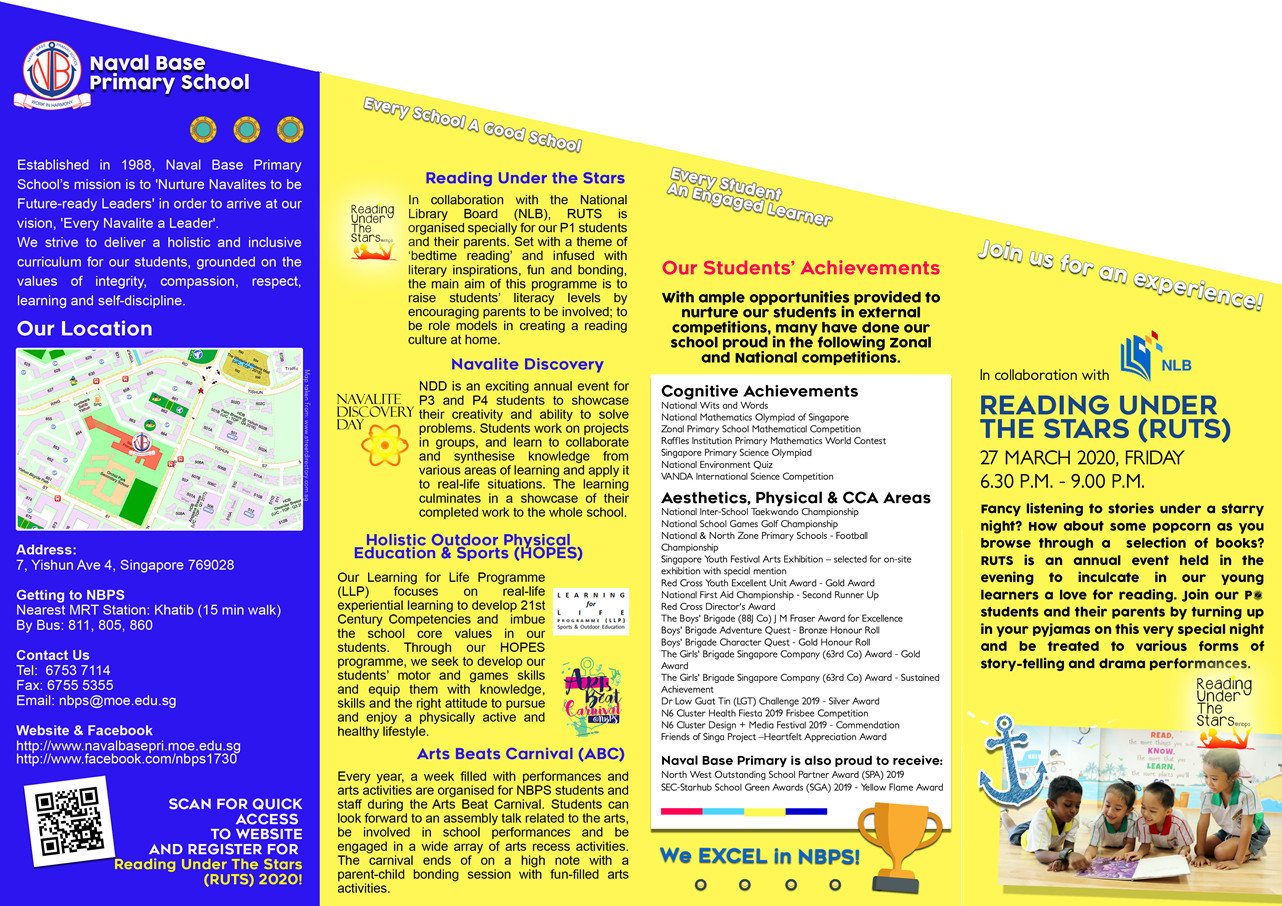 Naval Base
Primary School
NAVAL BASE PRIMARY SCHOOL
NB
WORK IN HARMONY
Established in 1988, Naval Base Primary
School's mission is to 'Nurture Navalites to be
Future-ready Leaders' in order to arrive at our
vision, 'Every Navalite a Leader'.
We strive to deliver a holistic and inclusive
curriculum for our students, grounded on the
values of integrity, compassion, respect,
learning and self-discipline.
Our Location
Address:
7, Yishun Ave 4, Singapore 769028
Getting to NBPS
Nearest MRT Station: Khatib (15 min walk)
By Bus: 811, 805, 860
Contact Us
Tel: 6753 7114
Fax: 6755 5355
Email: nbps@moe.edu.sg
Website & Facebook
http://www.navalbasepri.moe.edu.sg
http://www.facebook.com/nbps1730
SCAN FOR QUICK
ACCESS
TO WEBSITE
AND REGISTER FOR
Reading Under The Stars
(RUTS) 2020!
Every School A Good School
Reading Under the Stars
Reading
Under
The
Stars@NBPS
In collaboration with the National
Library Board (NLB), RUTS is
organised specially for our P1 students
and their parents. Set with a theme of
'bedtime reading' and infused with
literary inspirations, fun and bonding,
the main aim of this programme is to
raise students' literacy levels by
encouraging parents to be involved; to
be role models in creating a reading
culture at home.
Navalite Discovery
NAVALITE
DISCOVERY
DAY
NDD is an exciting annual event for
P3 and P4 students to showcase
their creativity and ability to solve
problems. Students work on projects
in groups, and learn to collaborate
and synthesise knowledge from
various areas of learning and apply it
to real-life situations. The learning
culminates in a showcase of their
completed work to the whole school.
Holistic Outdoor Physical
Education & Sports (HOPES)
Our Learning for Life Programme
(LLP) focuses on real-life
experiential learning to develop 21st
Century Competencies and imbue
the school core values in our
students. Through our HOPES
programme, we seek to develop our
students' motor and games skills
and equip them with knowledge,
skills and the right attitude to pursue
and enjoy a physically active and
healthy lifestyle.
LEARNING
for
LIFE
PROGRAMME (LLP)
Sports & Outdoor Education
Arts
Beat
Carnival
@NBPS
Arts Beats Carnival (ABC)
Every year, a week filled with performances and
arts activities are organised for NBPS students and
staff during the Arts Beat Carnival. Students can
look forward to an assembly talk related to the arts,
be involved in school performances and be
engaged in a wide array of arts recess activities.
The carnival ends of on a high note with a
parent-child bonding session with fun-filled arts
activities.
Every Student
An Engaged Learner
Our Students' Achievements
With ample opportunities provided to
nurture our students in external
competitions, many have done our
school proud in the following Zonal
and National competitions.
Cognitive Achievements
National Wits and Words
National Mathematics Olympiad of Singapore
Zonal Primary School Mathematical Competition
Raffles Institution Primary Mathematics World Contest
Singapore Primary Science Olympiad
National Environment Quiz
VANDA International Science Competition
Aesthetics, Physical & CCA Areas
National Inter-School Taekwando Championship
National School Games Golf Championship
National & North Zone Primary Schools - Football
Championship
Singapore Youth Festival Arts Exhibition – selected for on-site
exhibition with special mention
Red Cross Youth Excellent Unit Award - Gold Award
National First Aid Championship - Second Runner Up
Red Cross Director's Award
The Boys' Brigade (88J Co) J M Fraser Award for Excellence
Boys' Brigade Adventure Quest - Bronze Honour Roll
Boys' Brigade Character Quest - Gold Honour Roll
The Girls' Brigade Singapore Company (63rd Co) Award - Gold
Award
The Girls' Brigade Singapore Company (63rd Co) Award - Sustained
Achievement
Dr Low Guat Tin (LGT) Challenge 2019 - Silver Award
N6 Cluster Health Fiesta 2019 Frisbee Competition
N6 Cluster Design + Media Festival 2019 - Commendation
Friends of Singa Project –Heartfelt Appreciation Award
Naval Base Primary is also proud to receive:
North West Outstanding School Partner Award (SPA) 2019
SEC-Starhub School Green Awards (SGA) 2019 - Yellow Flame Award
We EXCEL in NBPS!
Join us for an experience!
In collaboration with
NLB
READING UNDER
THE STARS (RUTS)
27 MARCH 2020, FRIDAY
6.30 P.M. - 9.00 P.M.
Fancy listening to stories under a starry
night? How about some popcorn as you
browse through a selection of books?
RUTS is an annual event held in the
evening to inculcate in our young
learners a love for reading. Join our P
students and their parents by turning up
in your pyjamas on this very special night
and be treated to various forms of
story-telling and drama performances.
Reading
Under
The
Stars@NBPS
READ,
the more things you
KNOW.
the more that you
LEARN,
the more places you'll